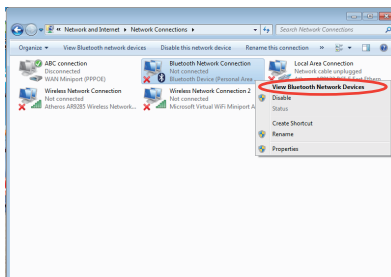 « Network and Internet ▸ Network Connections ▸
Search Network Connections
Organize
View Bluetooth network devices
Disable this network device
Rename this connection
»
ABC connection
Disconnected
WAN Miniport (PPPOE)
Bluetooth Network Connection
Not connected
Bluetooth Device (Personal Area...
Local Area Connection
Network cable unplugged
Wireless Network Connection
Not connected
Atheros AR9285 Wireless Network...
Wireless Network Connection 2
Not connected
Microsoft Virtual WiFi Miniport A
View Bluetooth Network Devices
Disable
Status
Create Shortcut
Rename
Properties